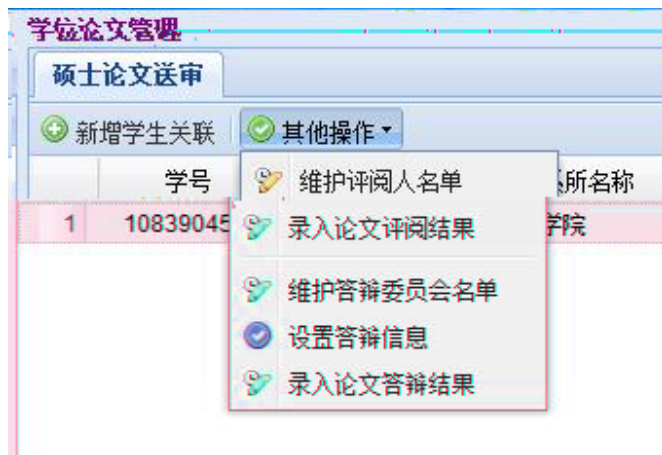 学位论文管理
硕士论文送审
新增学生关联 其他操作
学号 所名称
1 10839045 学院
维护评阅人名单
录入论文评阅结果
维护答辩委员会名单
设置答辩信息
录入论文答辩结果